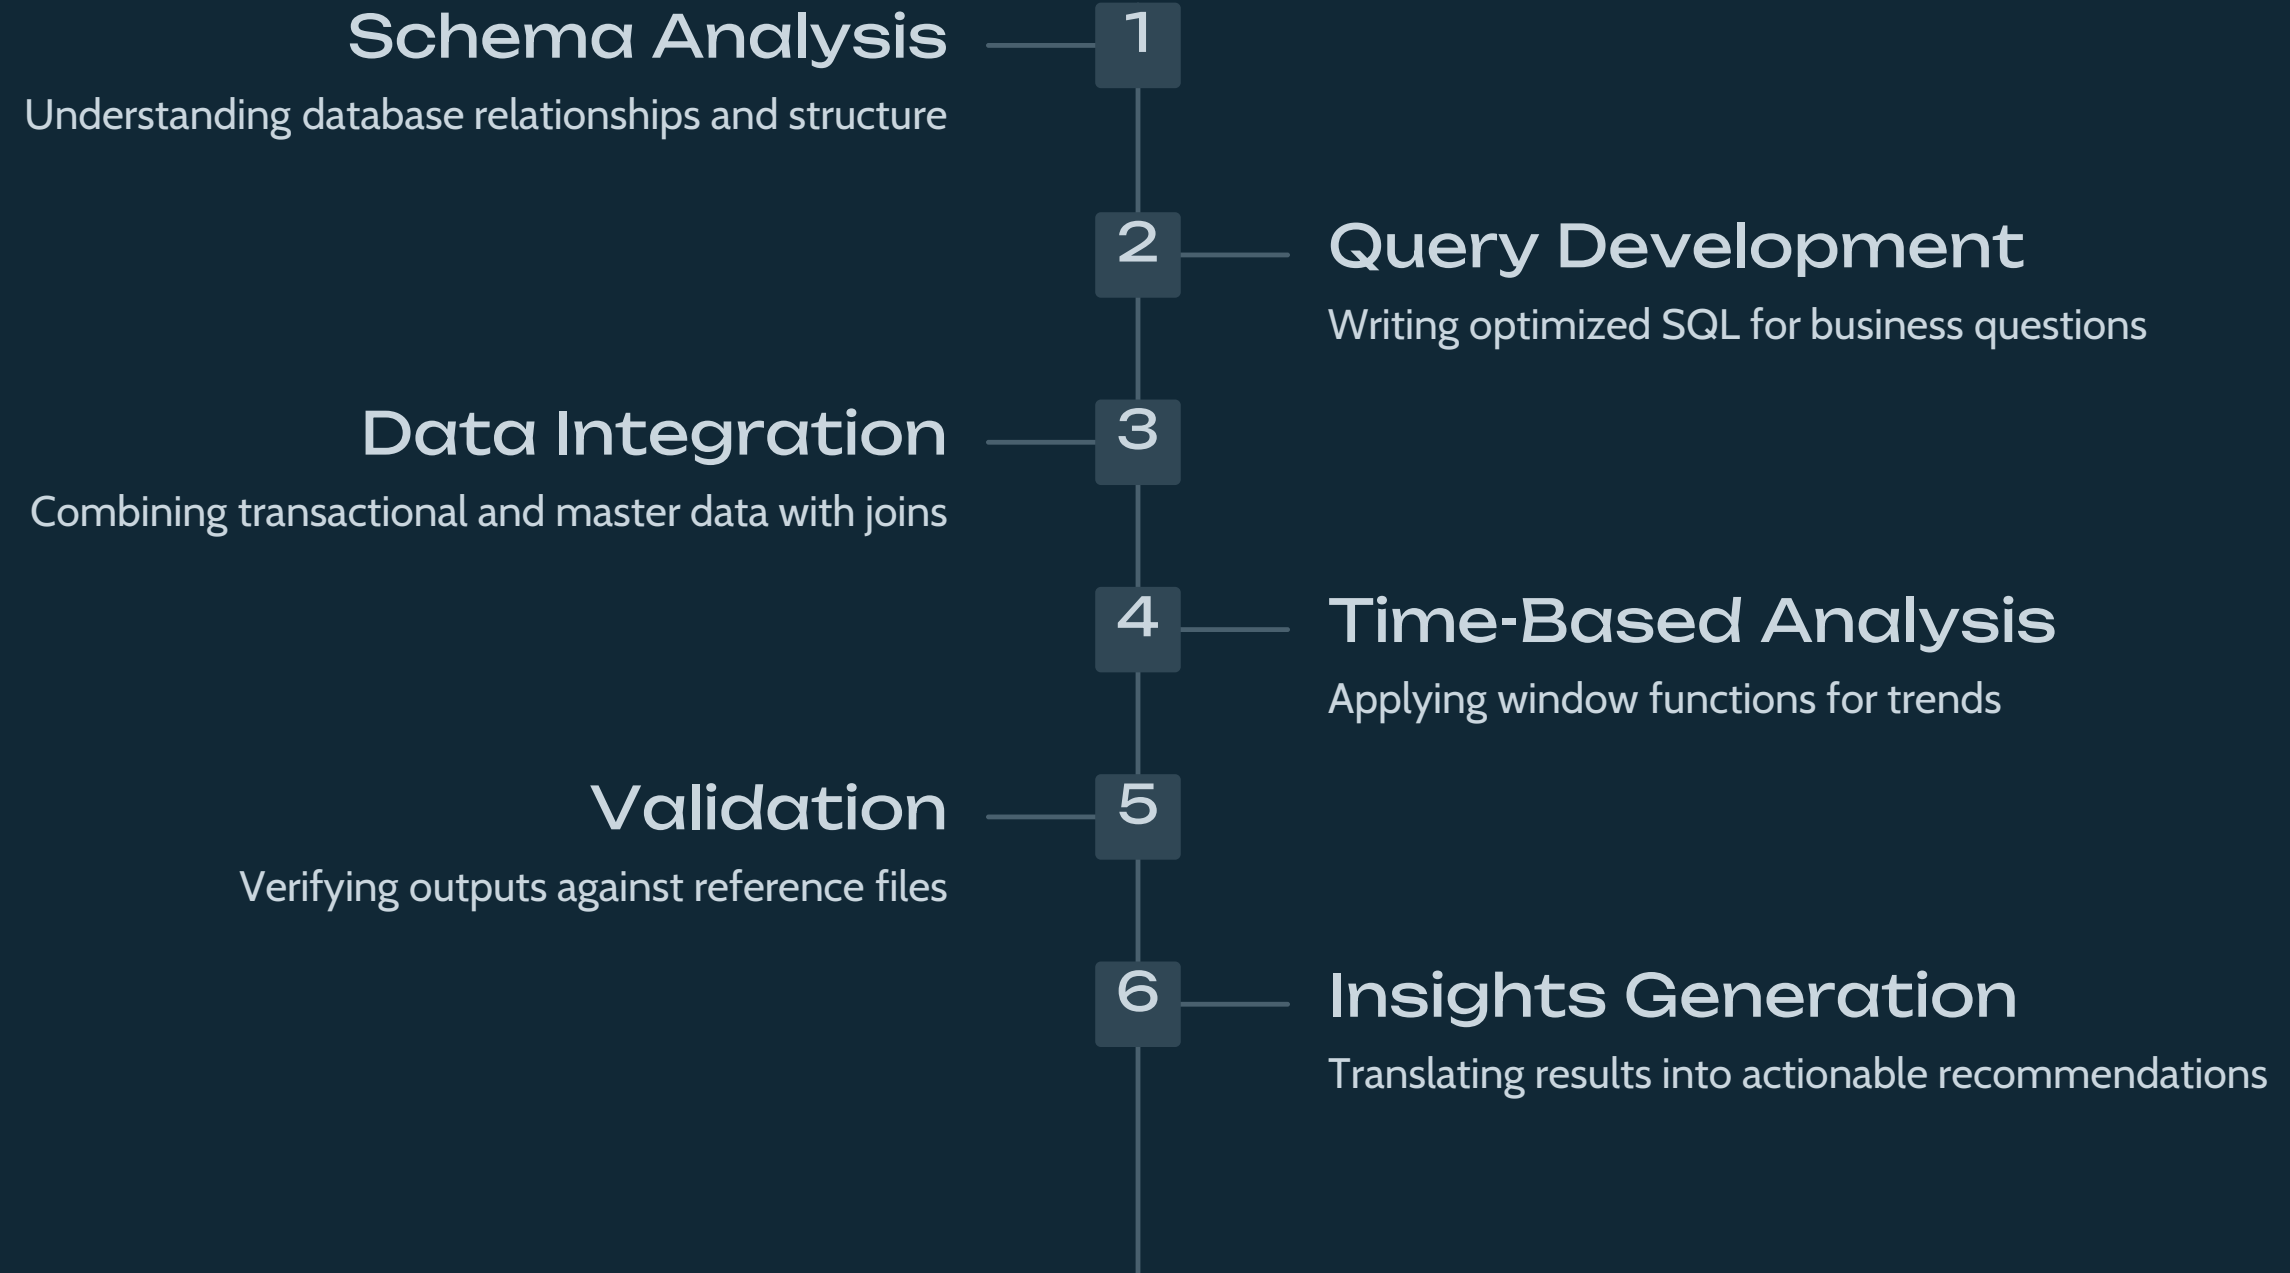 Schema Analysis
1
Understanding database relationships and structure
2
Query Development
Writing optimized SQL for business questions
Data Integration
3
Combining transactional and master data with joins
4
Time-Based Analysis
Applying window functions for trends
Validation
5
Verifying outputs against reference files
6
Insights Generation
Translating results into actionable recommendations